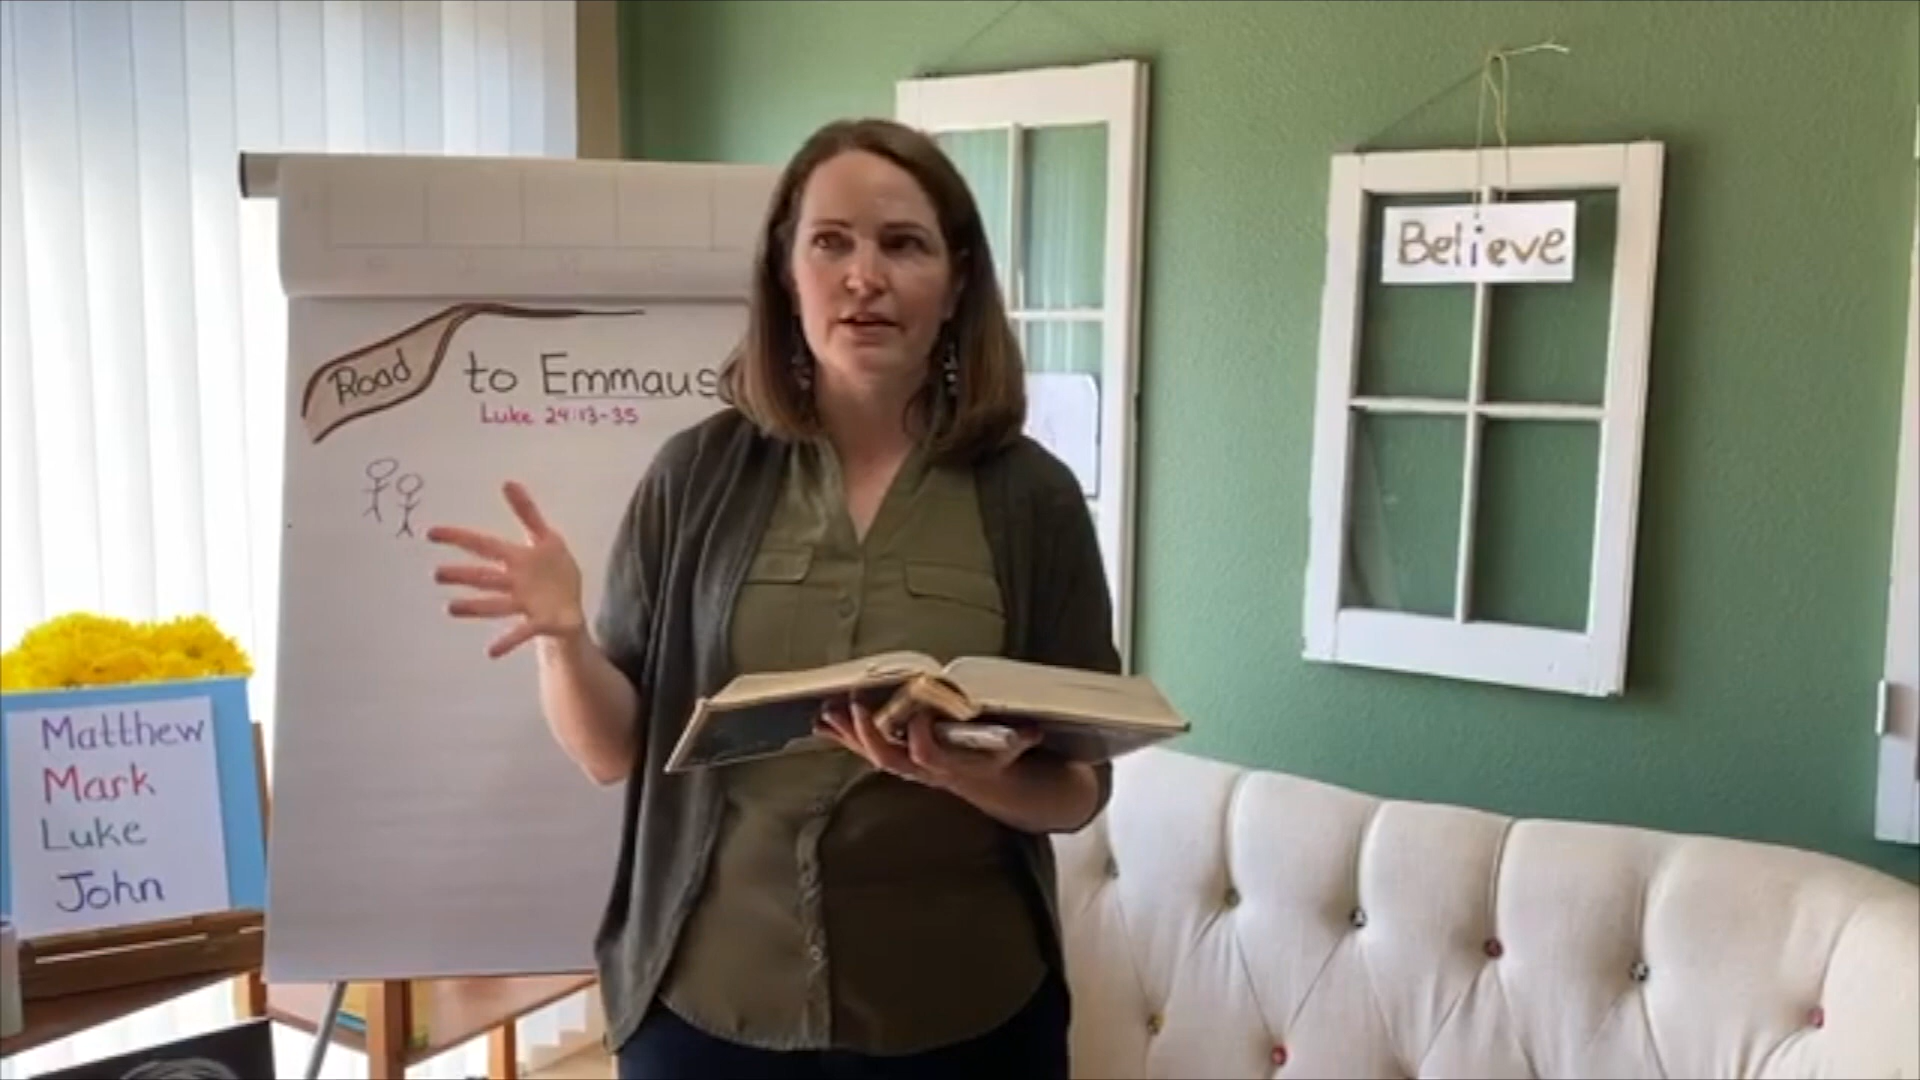 Road to Emmaus
Luke 24:13-35
Believe
Matthew
Mark
Luke
John